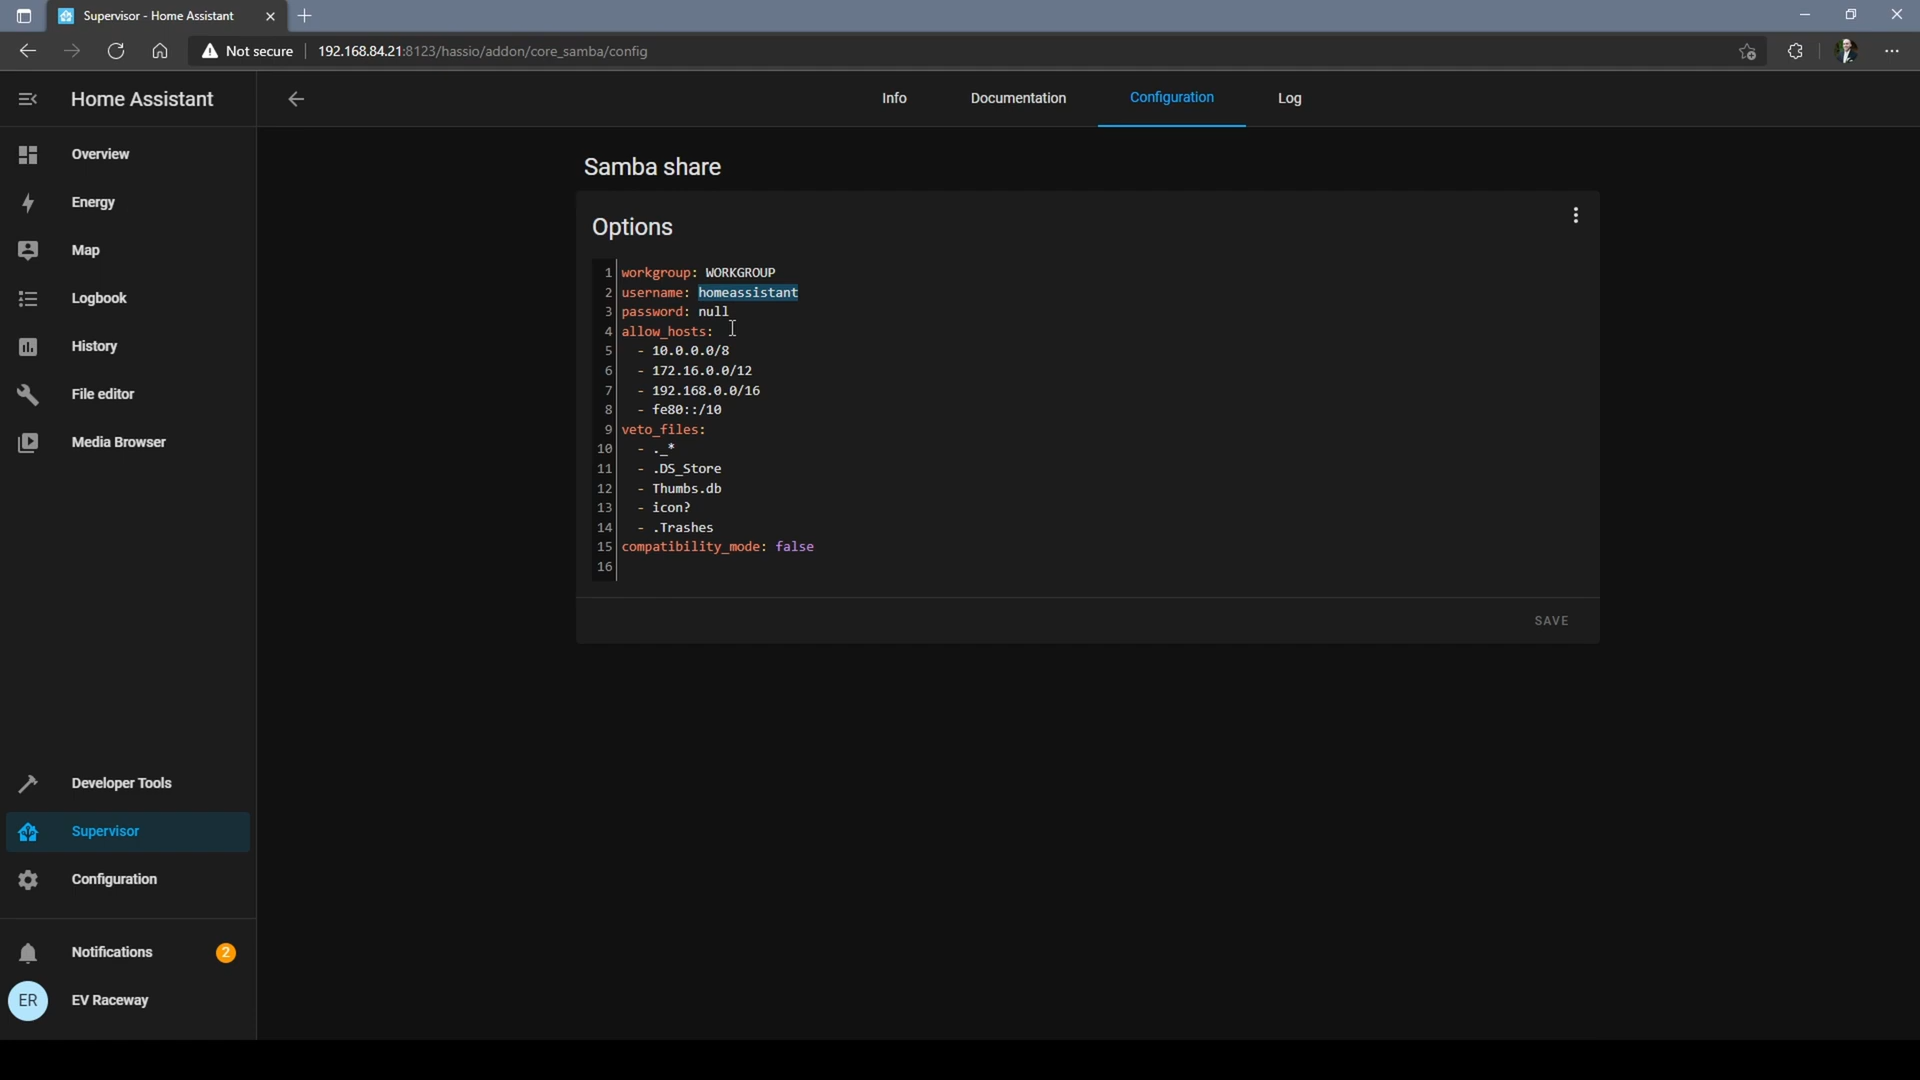 Supervisor - Home Assistant
Not secure
192.168.84.21:8123/hassio/addon/core_samba/config
Home Assistant
Info
Documentation
Configuration
Log
Overview
Energy
Map
Logbook
History
File editor
Media Browser
Developer Tools
Supervisor
Configuration
Notifications
2
ER
EV Raceway
Samba share
Options
1 workgroup: WORKGROUP
2 username: homeassistant
3 password: null
4 allow_hosts:
5 - 10.0.0.0/8
6 - 172.16.0.0/12
7 - 192.168.0.0/16
8 - fe80::/10
9 veto_files:
10 - ._*
11 - .DS_Store
12 - Thumbs.db
13 - icon?
14 - .Trashes
15 compatibility_mode: false
16
SAVE